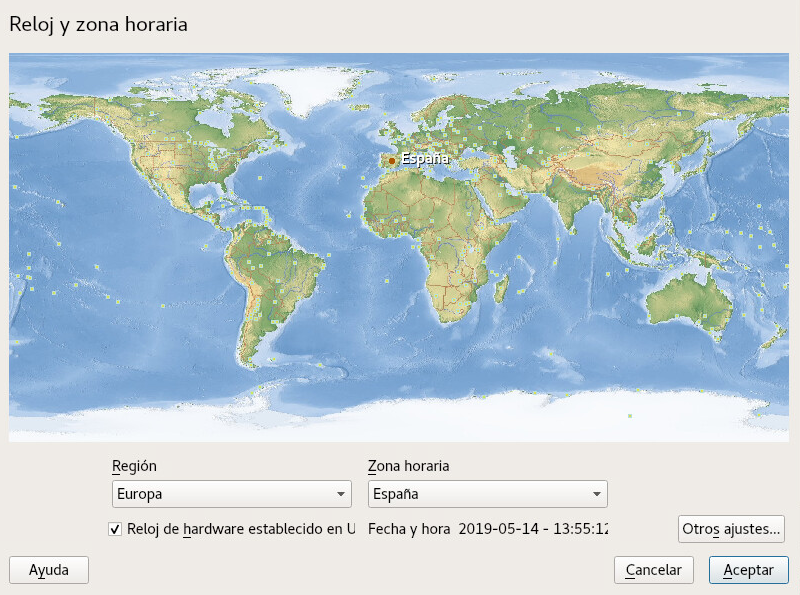 Reloj y zona horaria
España
Región
Zona horaria
Europa
España
Reloj de hardware establecido en U
Fecha y hora 2019-05-14 - 13:55:12
Otros ajustes...
Ayuda
Cancelar
Aceptar